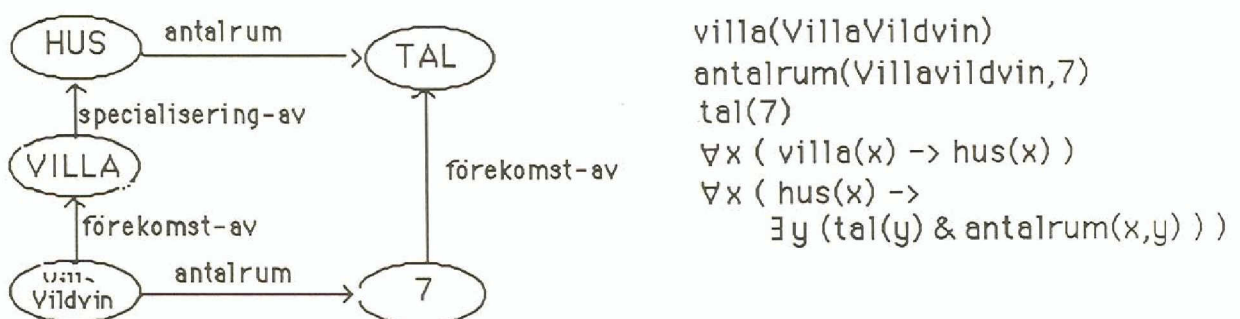 HUS
antalrum
TAL
specialisering-av
VILLA
förekomst-av
förekomst-av
Vildvin
antalrum
7
villa(VillaVildvin)
antalrum(Villavildvin,7)
tal(7)
∀x ( villa(x) -> hus(x) )
∀x ( hus(x) ->
∃y (tal(y) & antalrum(x,y) ) )